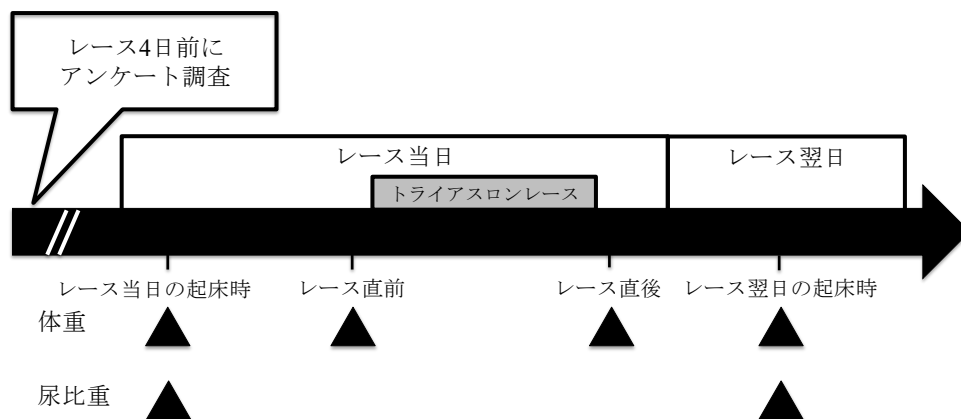 レース4日前に
アンケート調査
レース当日
レース翌日
トライアスロンレース
レース当日の起床時
レース直前
レース直後
レース翌日の起床時
体重
尿比重